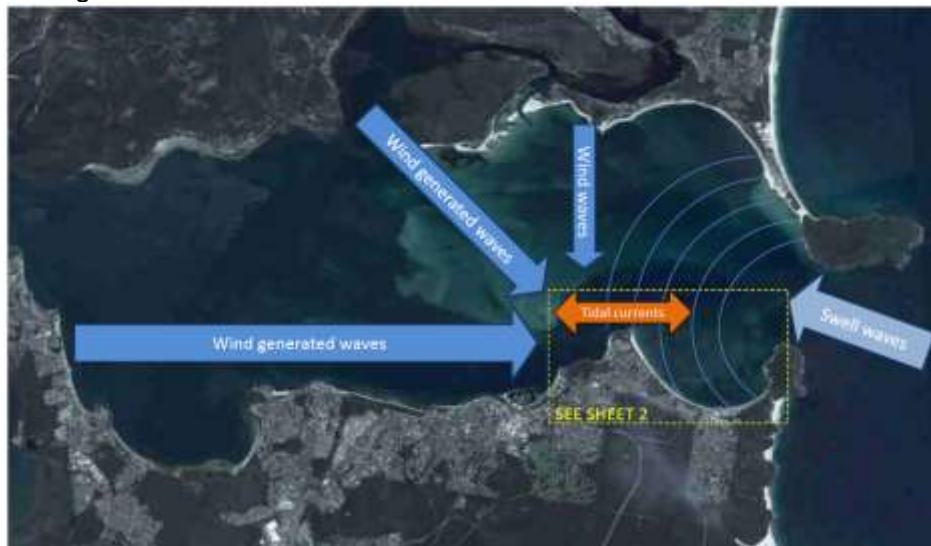 Wind generated waves
Wind waves
Tidal currents
Swell waves
Wind generated waves
SEE SHEET 2